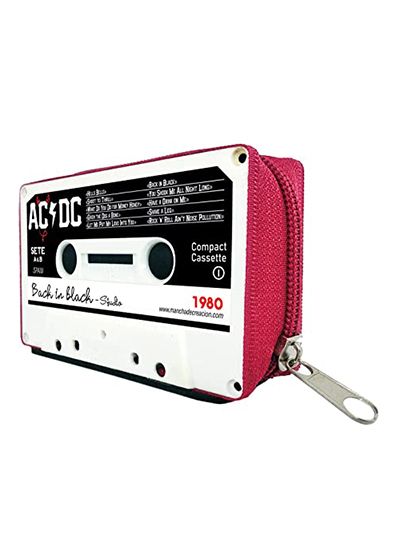 AC⚡DC
«Hells Bells»
«Shoot to Thrill»
«What Do You Do for Money Honey»
«Given the Dog a Bone»
«Let Me Put My Love Into You»
«Back in Black»
«You Shook Me All Night Long»
«Have a Drink on Me»
«Shake a Leg»
«Rock 'n' Roll Ain't Noise Pollution»
SETE
A&B
SPAIN
Compact
Cassette
Back in black - Studio
1980
www.manchadecreacion.com